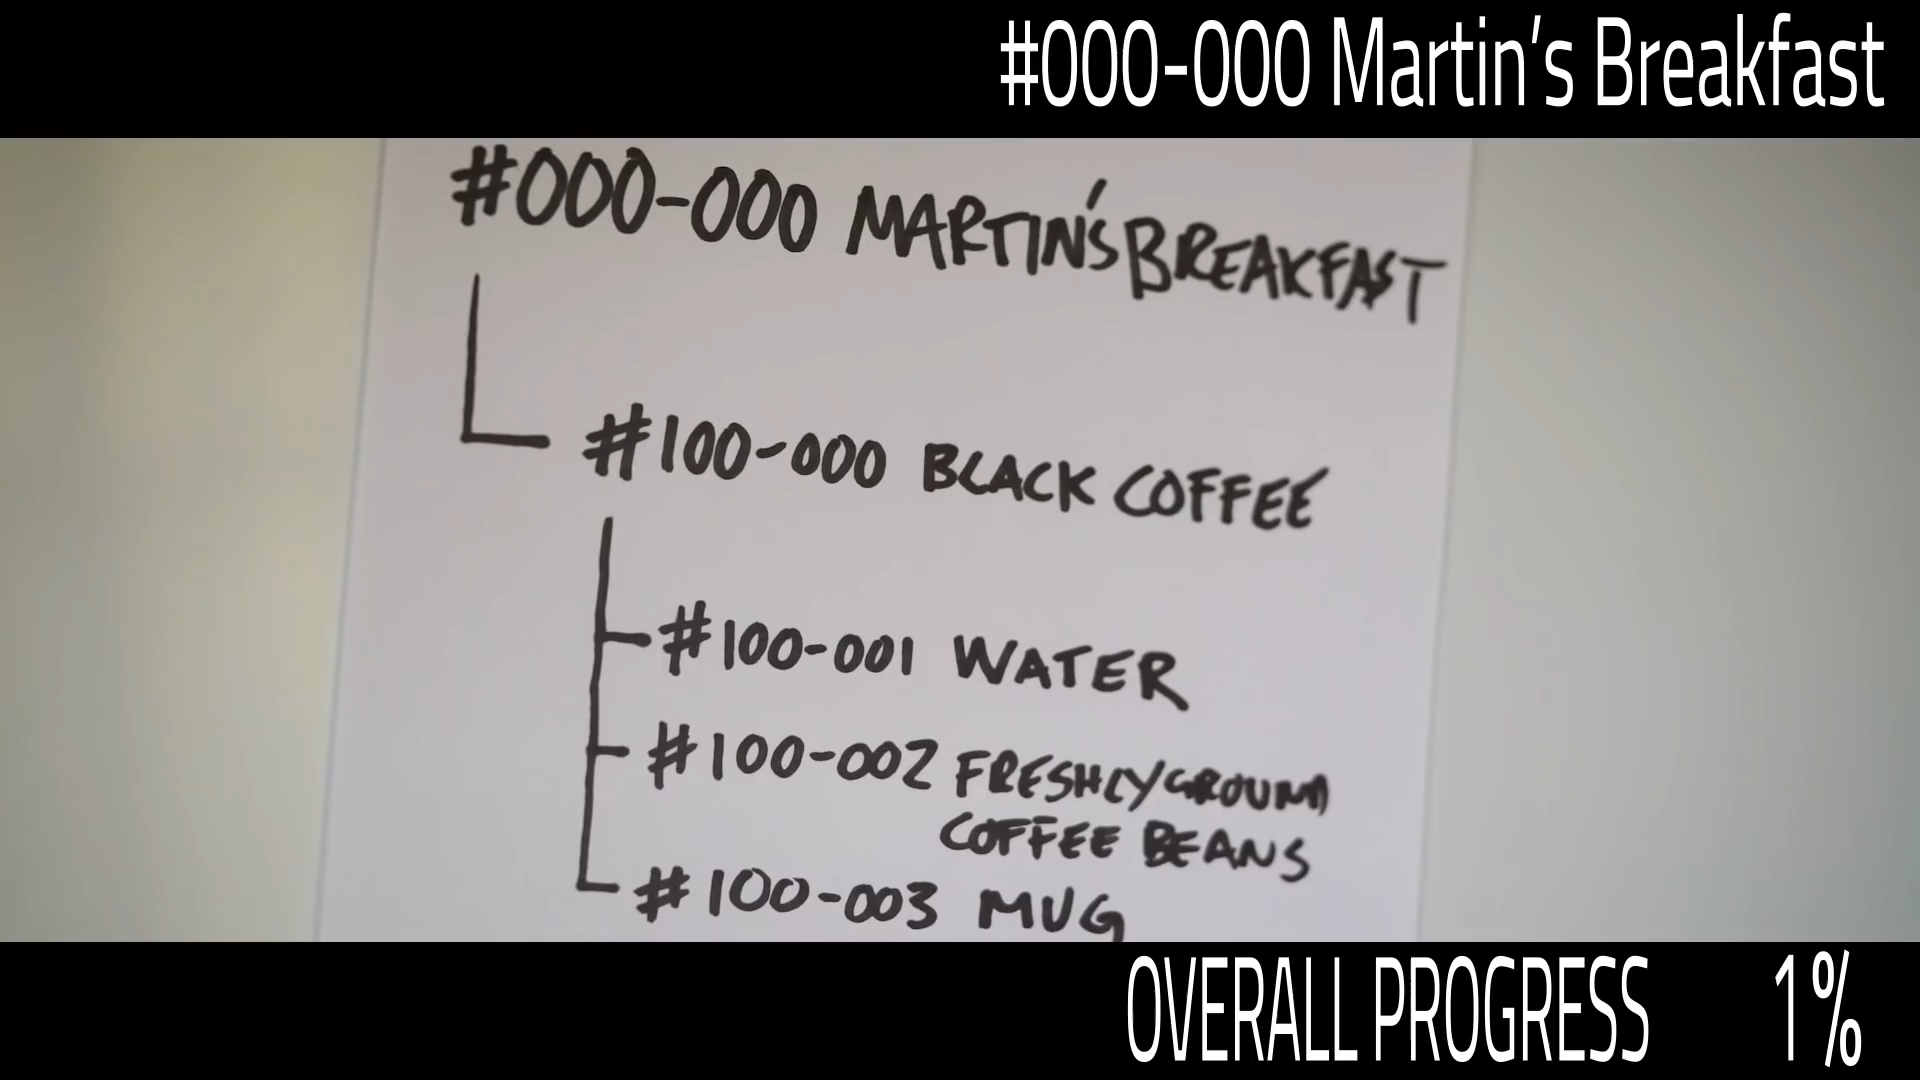 #000-000 Martin's Breakfast
#000-000 MARTIN'S BREAKFAST
#100-000 BLACK COFFEE
#100-001 WATER
#100-002 FRESHLY GROUND
COFFEE BEANS
#100-003 MUG
OVERALL PROGRESS 1%